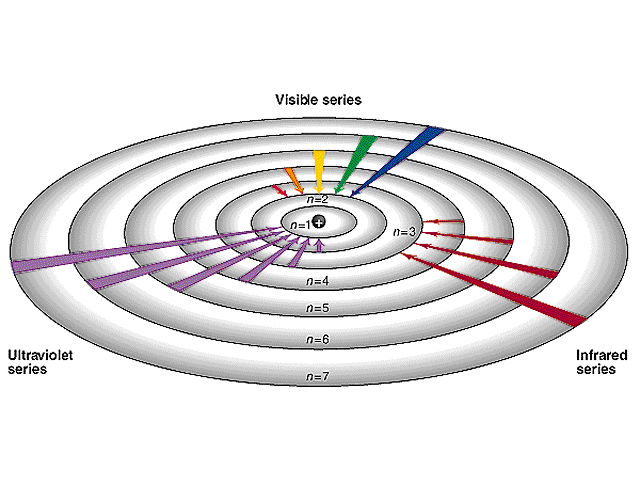 Visible series
n=2
n=1
+
n=3
n=4
n=5
n=6
n=7
Ultraviolet
series
Infrared
series